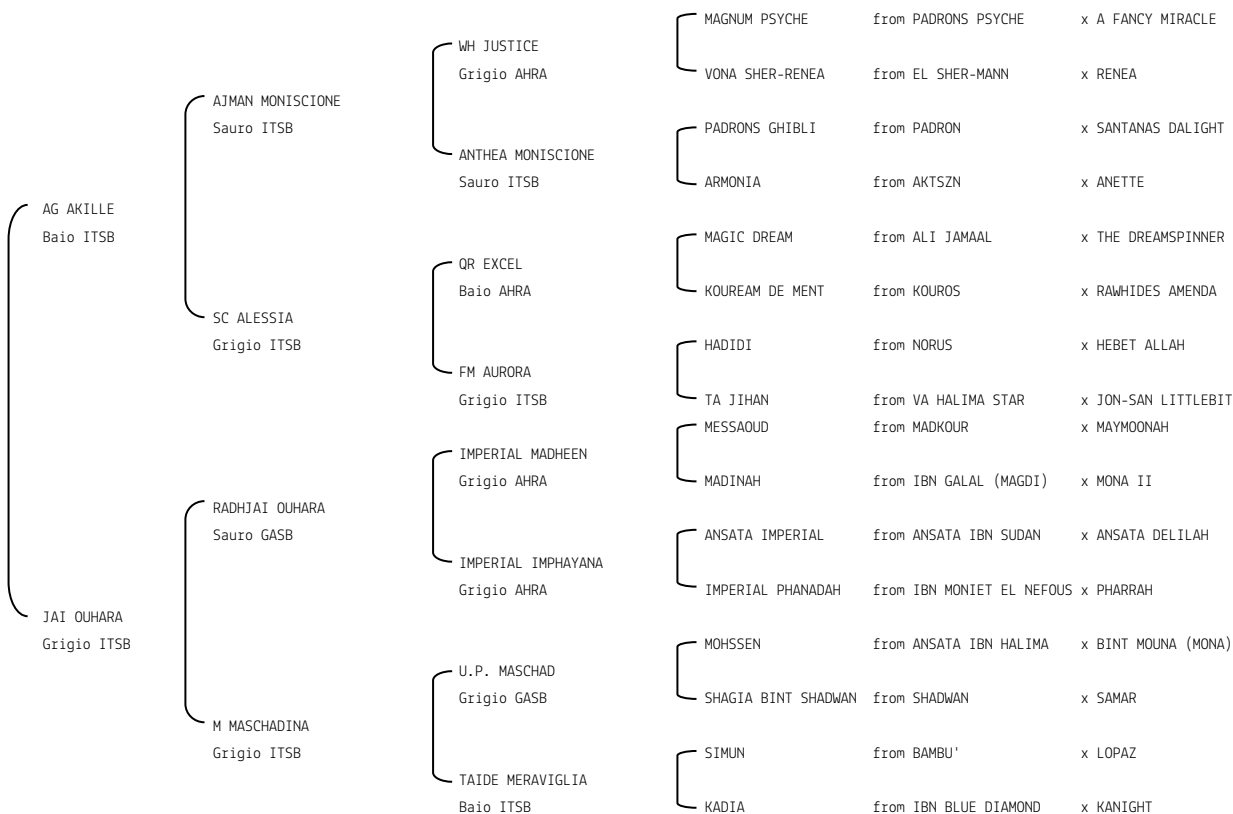 MAGNUM PSYCHE from PADRONS PSYCHE x A FANCY MIRACLE
WH JUSTICE
Grigio AHRA
VONA SHER-RENEA from EL SHER-MANN x RENEA
AJMAN MONISCIONE
Sauro ITSB
PADRONS GHIBLI from PADRON x SANTANAS DALIGHT
ANTHEA MONISCIONE
Sauro ITSB
ARMONIA from AKTSZN x ANETTE
AG AKILLE
Baio ITSB
MAGIC DREAM from ALI JAMAAL x THE DREAMSPINNER
QR EXCEL
Baio AHRA
KOUREAM DE MENT from KOUROS x RAWHIDES AMENDA
SC ALESSIA
Grigio ITSB
HADIDI from NORUS x HEBET ALLAH
FM AURORA
Grigio ITSB
TA JIHAN from VA HALIMA STAR x JON-SAN LITTLEBIT
MESSAOUD from MADKOUR x MAYMOONAH
IMPERIAL MADHEEN
Grigio AHRA
MADINAH from IBN GALAL (MAGDI) x MONA II
RADHJAI OUHARA
Sauro GASB
ANSATA IMPERIAL from ANSATA IBN SUDAN x ANSATA DELILAH
IMPERIAL IMPHAYANA
Grigio AHRA
IMPERIAL PHANADAH from IBN MONIET EL NEFOUS x PHARRAH
JAI OUHARA
Grigio ITSB
MOHSSEN from ANSATA IBN HALIMA x BINT MOUNA (MONA)
U.P. MASCHAD
Grigio GASB
SHAGIA BINT SHADWAN from SHADWAN x SAMAR
M MASCHADINA
Grigio ITSB
SIMUN from BAMBU' x LOPAZ
TAIDE MERAVIGLIA
Baio ITSB
KADIA from IBN BLUE DIAMOND x KANIGHT